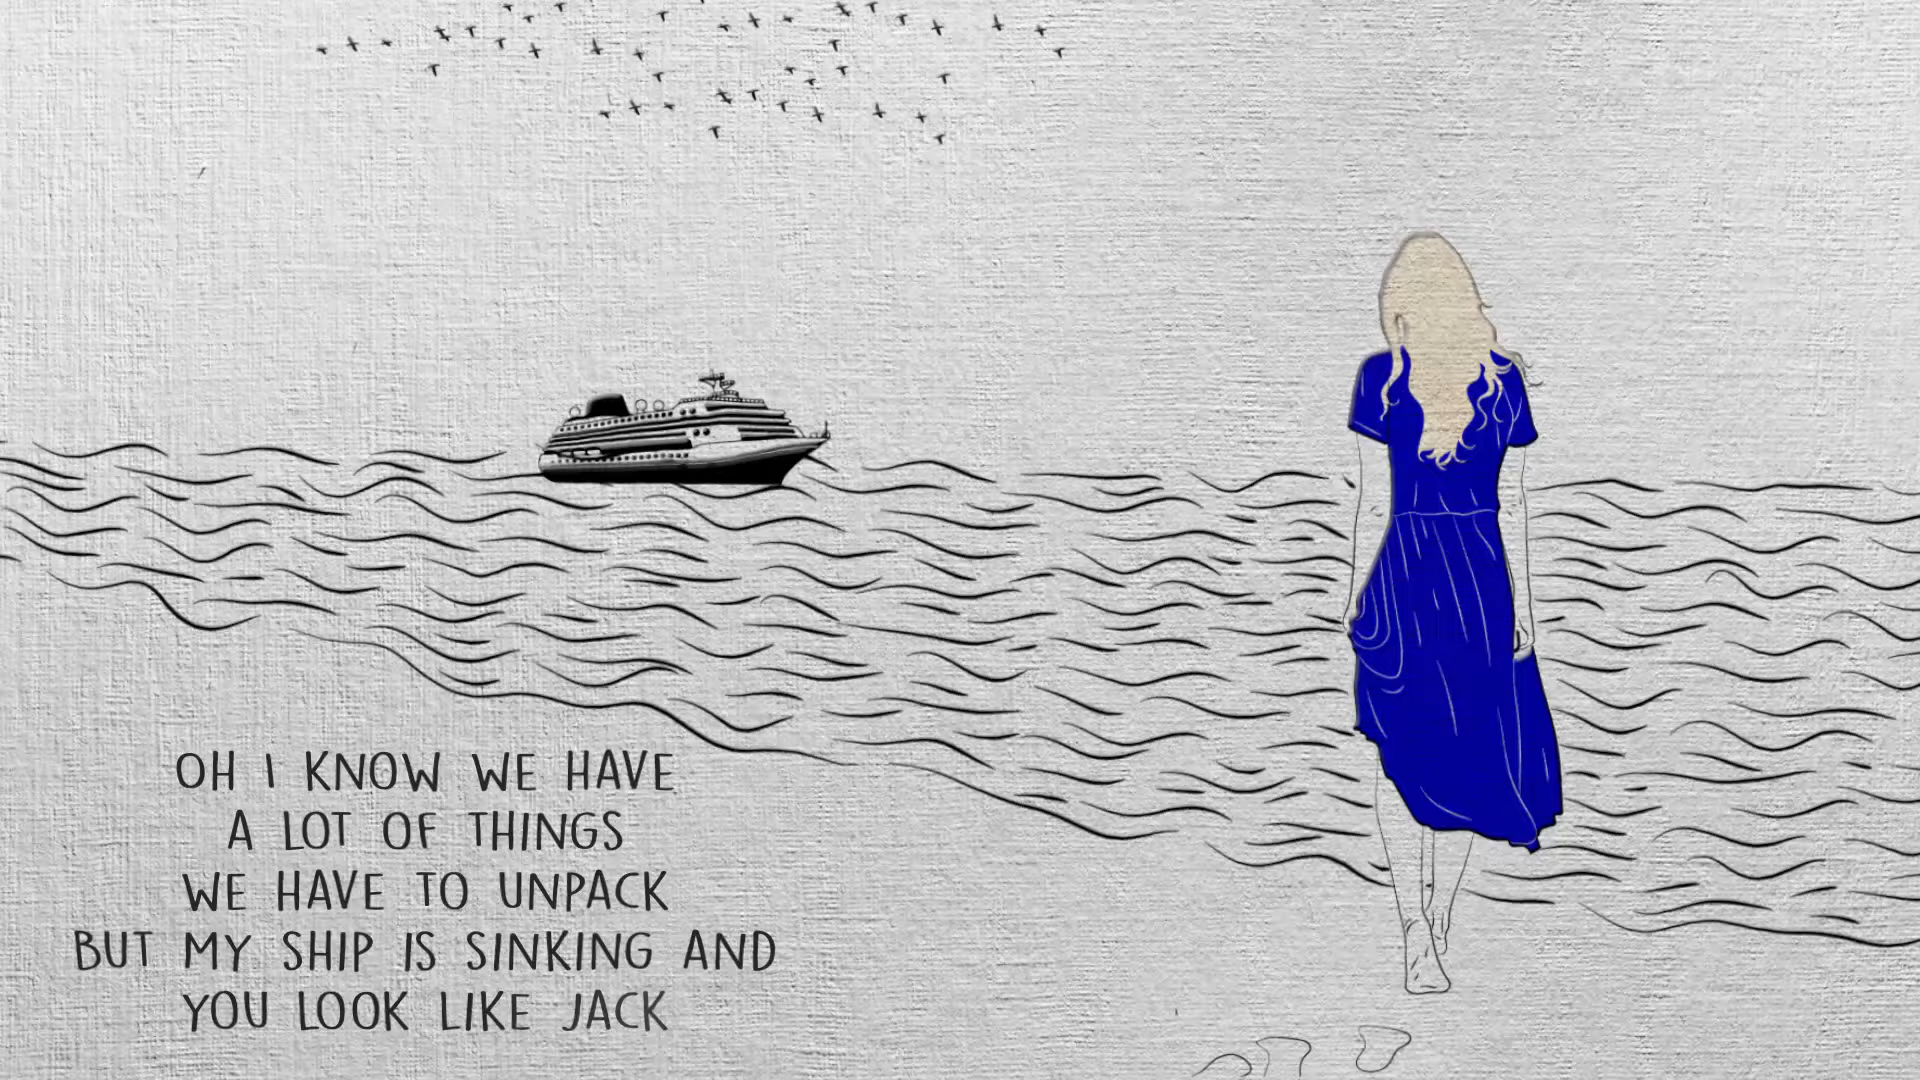 OH I KNOW WE HAVE
A LOT OF THINGS
WE HAVE TO UNPACK
BUT MY SHIP IS SINKING AND
YOU LOOK LIKE JACK